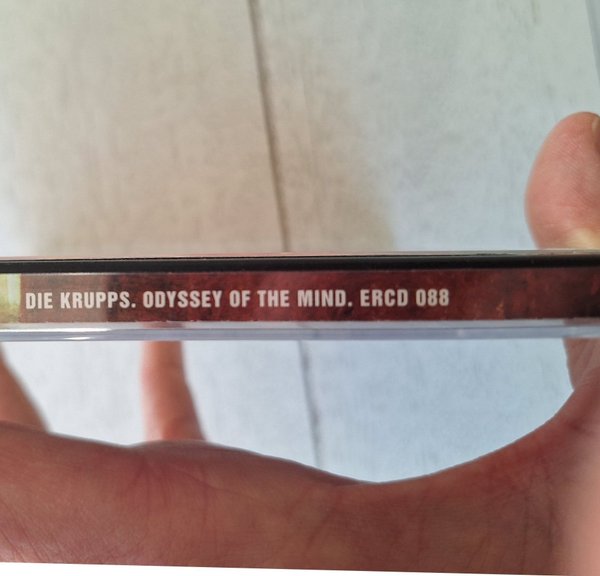 DIE KRUPPS. ODYSSEY OF THE MIND. ERCD 088